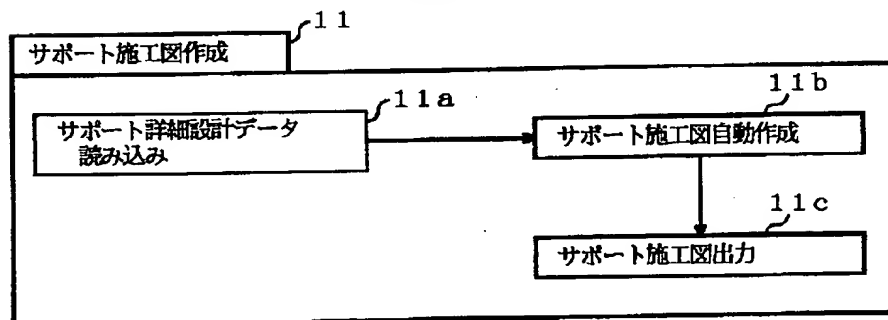 11
サポート施工図作成
11a
サポート詳細設計データ
読み込み
11b
サポート施工図自動作成
11c
サポート施工図出力